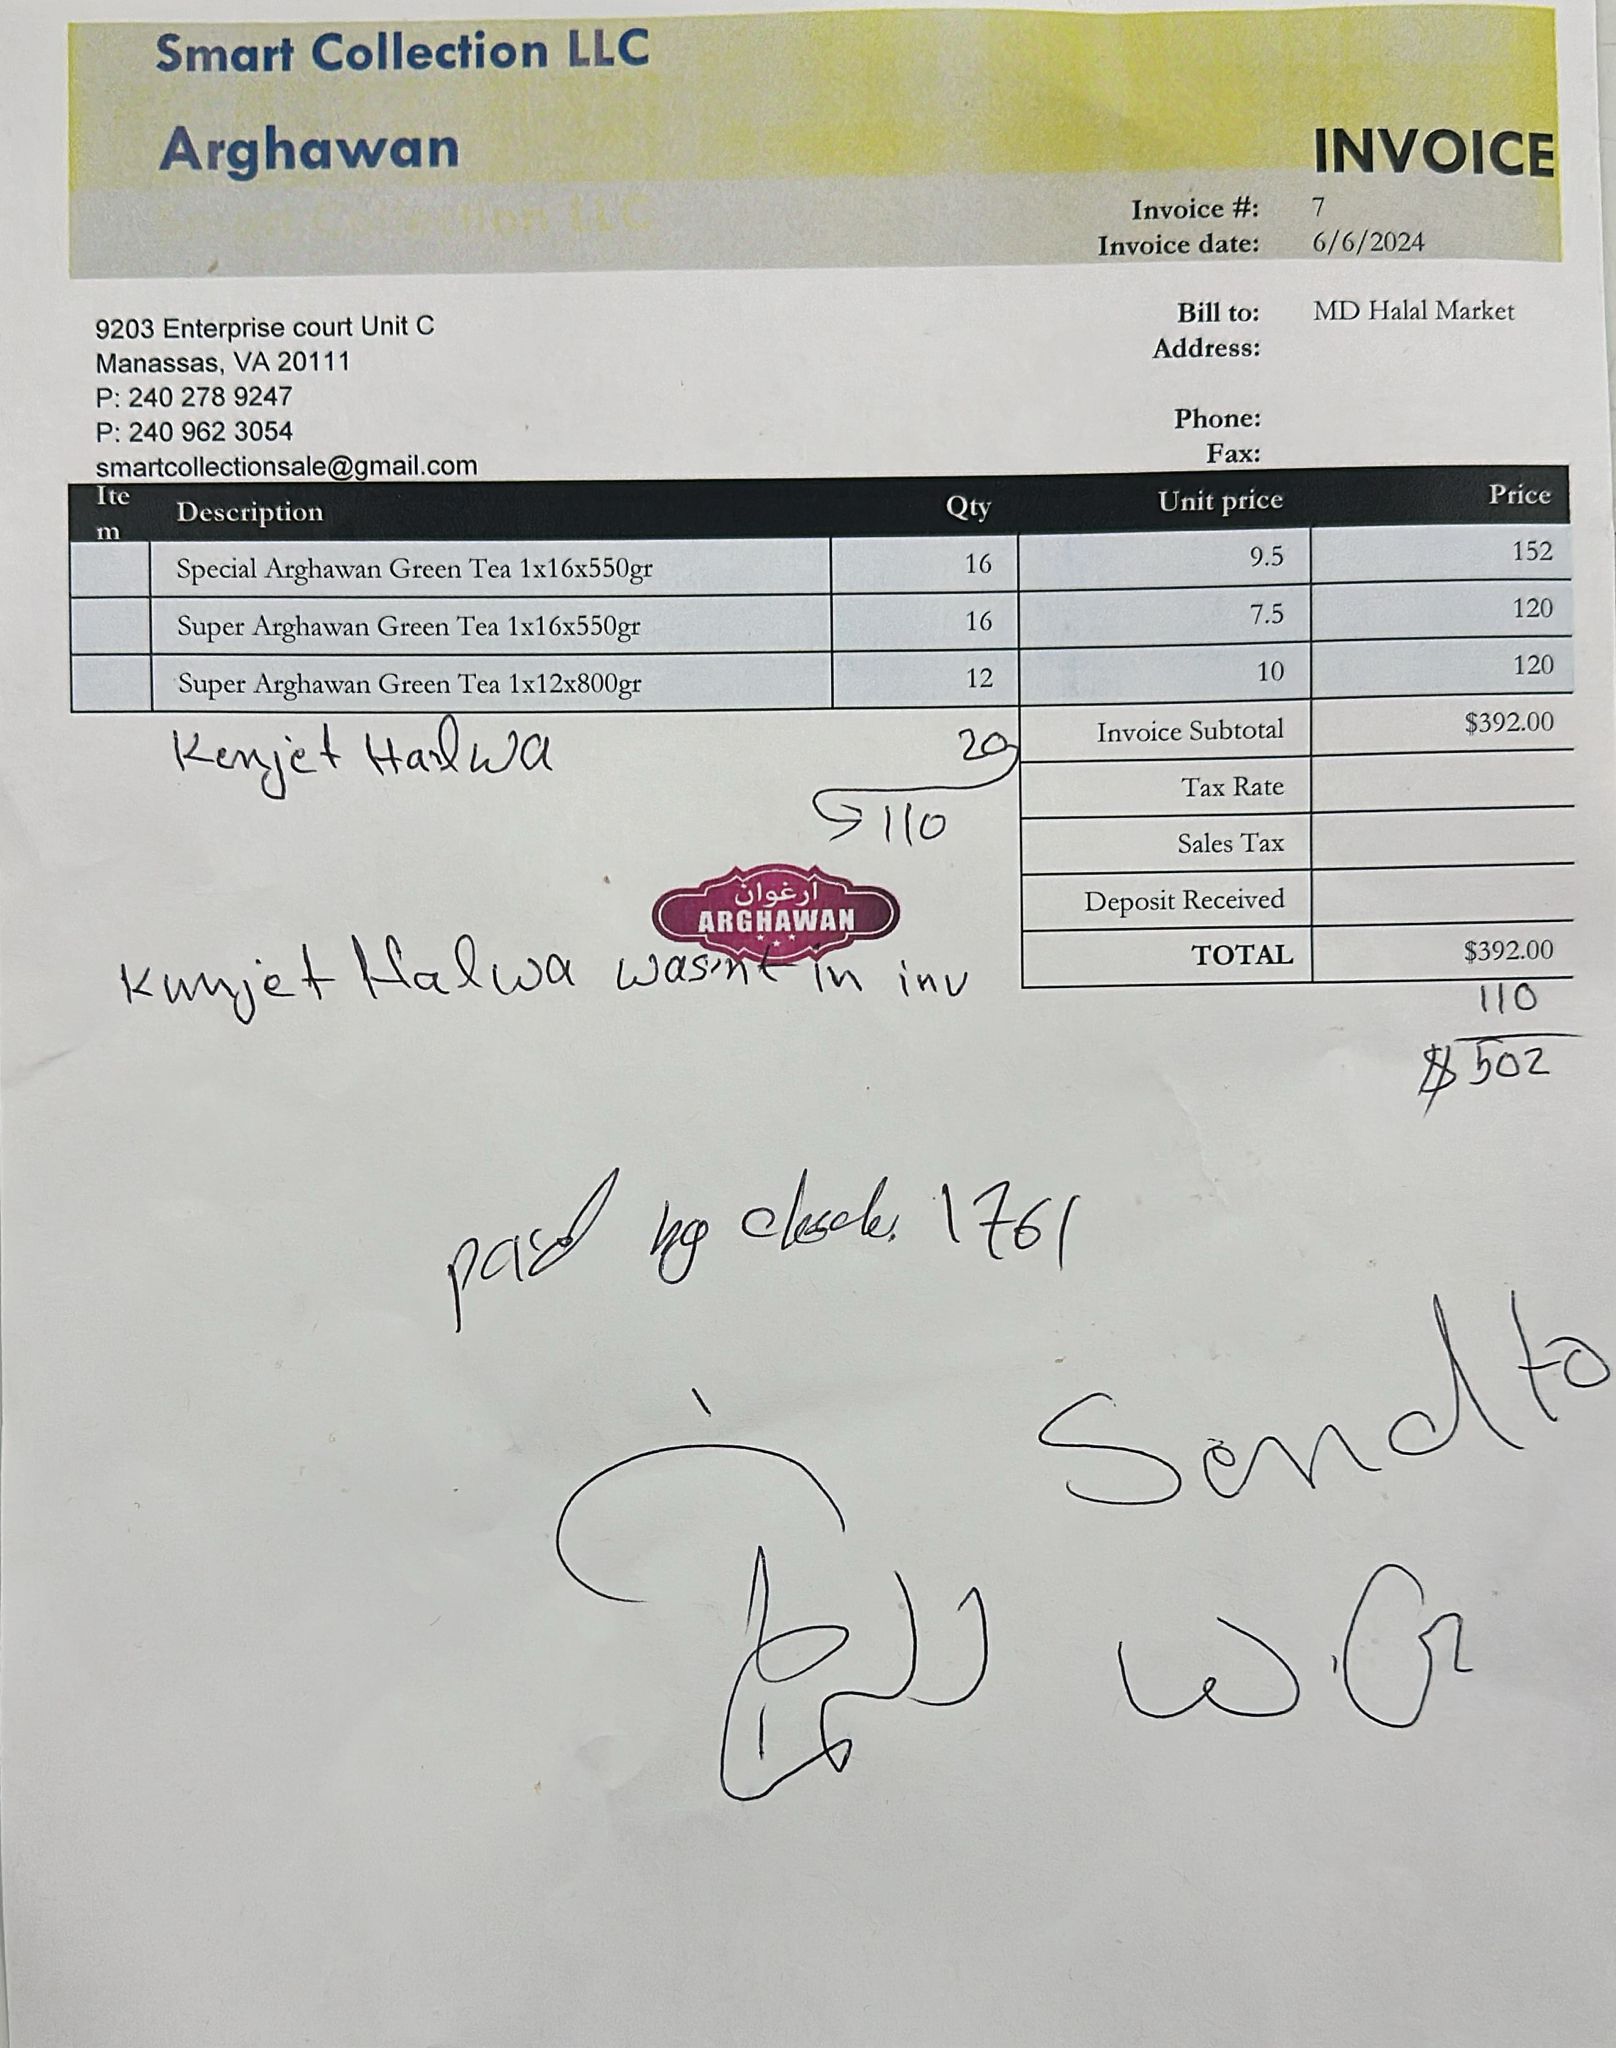 Smart Collection LLC
Arghawan
INVOICE
Smart Collection LLC
Invoice #: 7
Invoice date: 6/6/2024
9203 Enterprise court Unit C
Manassas, VA 20111
P: 240 278 9247
P: 240 962 3054
smartcollectionsale@gmail.com
Bill to: MD Halal Market
Address:
Phone:
Fax:
Item Description Qty Unit price Price
Special Arghawan Green Tea 1x16x550gr 16 9.5 152
Super Arghawan Green Tea 1x16x550gr 16 7.5 120
Super Arghawan Green Tea 1x12x800gr 12 10 120
Kenjet Halwa 20
110
Invoice Subtotal $392.00
Tax Rate
Sales Tax
Deposit Received
TOTAL $392.00
110
$502
ارغوان
ARGHAWAN
Kunjet Halwa wasnt in inv
paid by check. 1761
Send to
W.G